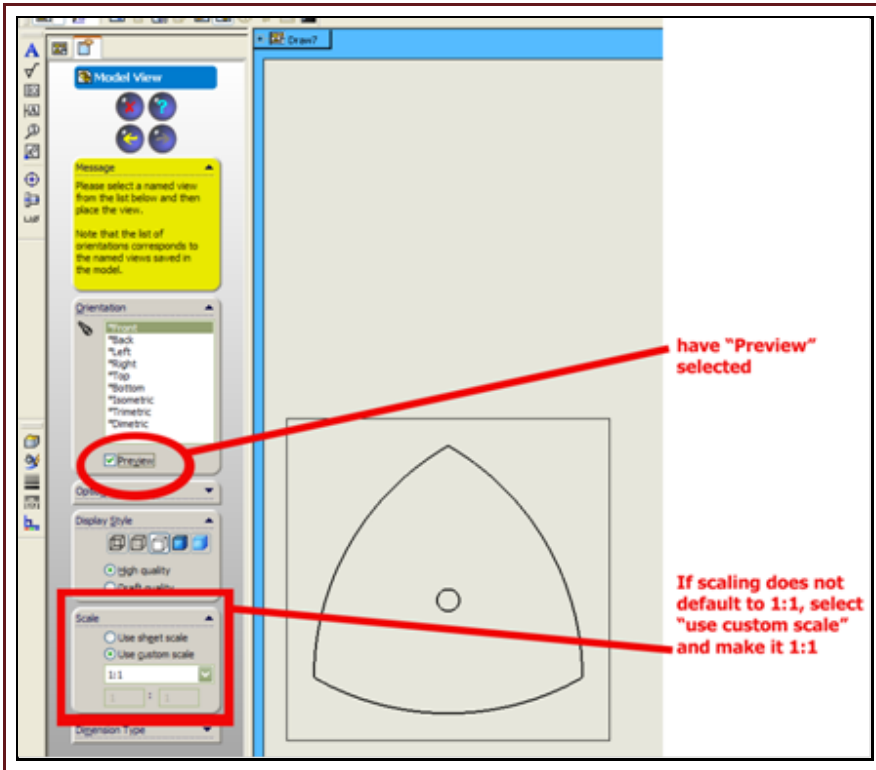 Draw7
Model View
Message
Please select a named view
from the list below and then
place the view.
Note that the list of
orientations corresponds to
the named views saved in
the model.
Orientation
*Front
*Back
*Left
*Right
*Top
*Bottom
*Isometric
*Trimetric
*Dimetric
Preview
have “Preview”
selected
Display Style
High quality
Draft quality
Scale
Use sheet scale
Use custom scale
1:1
1 : 1
If scaling does not
default to 1:1, select
“use custom scale”
and make it 1:1
Dimension Type